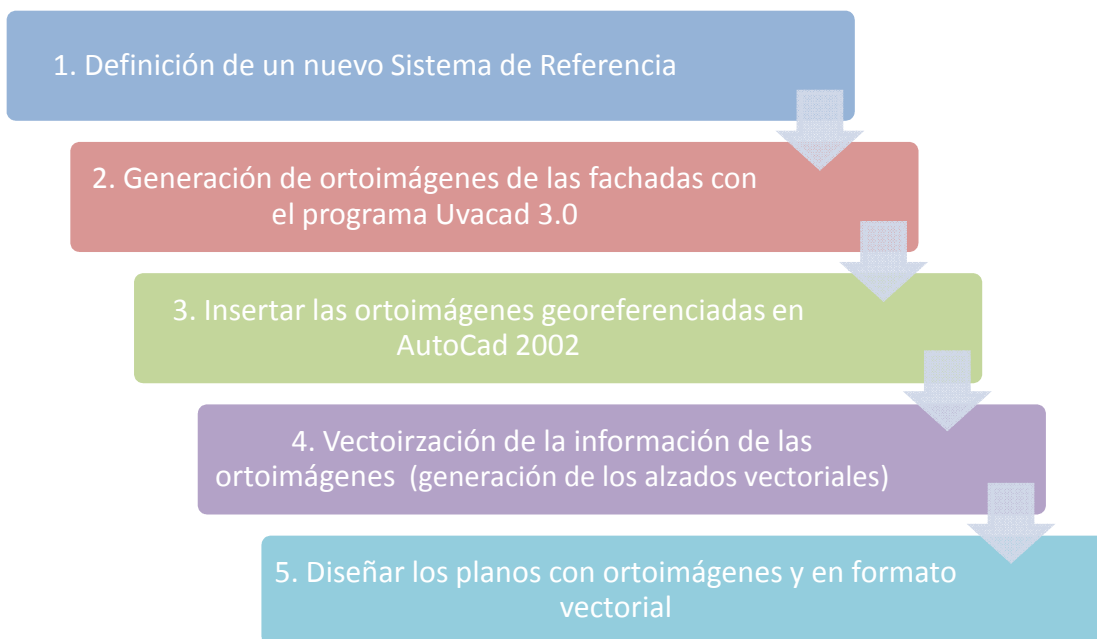 1. Definición de un nuevo Sistema de Referencia
2. Generación de ortoimágenes de las fachadas con
el programa Uvacad 3.0
3. Insertar las ortoimágenes georeferenciadas en
AutoCad 2002
4. Vectoirzación de la información de las
ortoimágenes (generación de los alzados vectoriales)
5. Diseñar los planos con ortoimágenes y en formato
vectorial